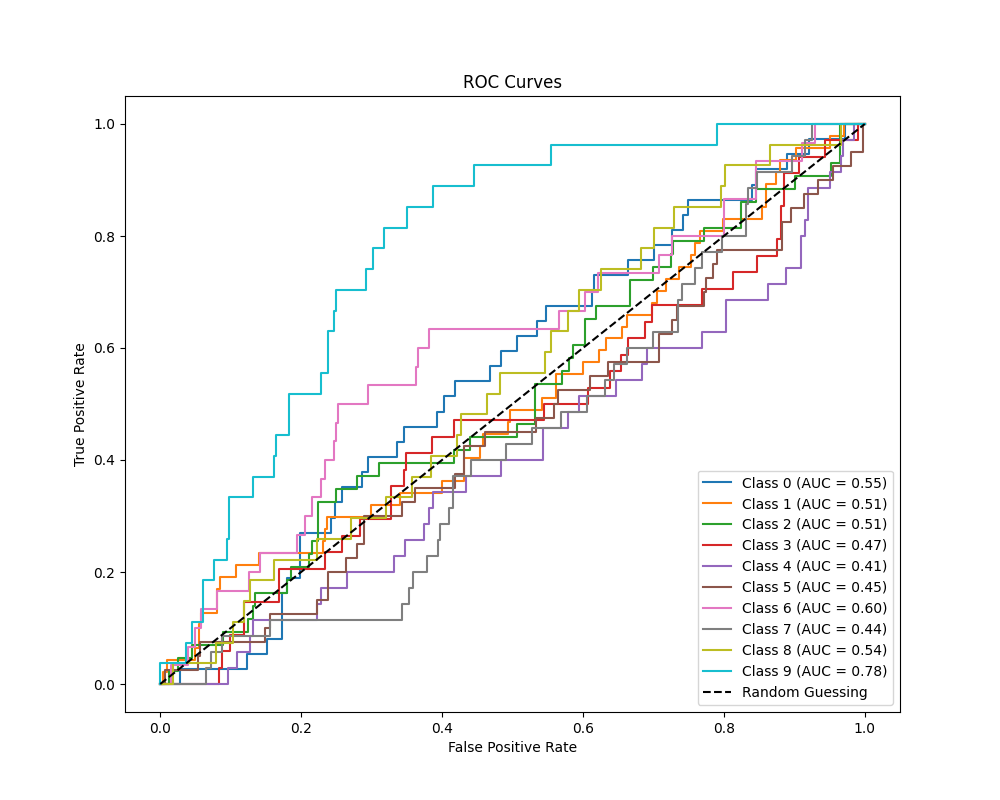 ROC Curves
True Positive Rate
1.0
0.8
0.6
0.4
0.2
0.0
Class 0 (AUC = 0.55)
Class 1 (AUC = 0.51)
Class 2 (AUC = 0.51)
Class 3 (AUC = 0.47)
Class 4 (AUC = 0.41)
Class 5 (AUC = 0.45)
Class 6 (AUC = 0.60)
Class 7 (AUC = 0.44)
Class 8 (AUC = 0.54)
Class 9 (AUC = 0.78)
Random Guessing
0.0 0.2 0.4 0.6 0.8 1.0
False Positive Rate